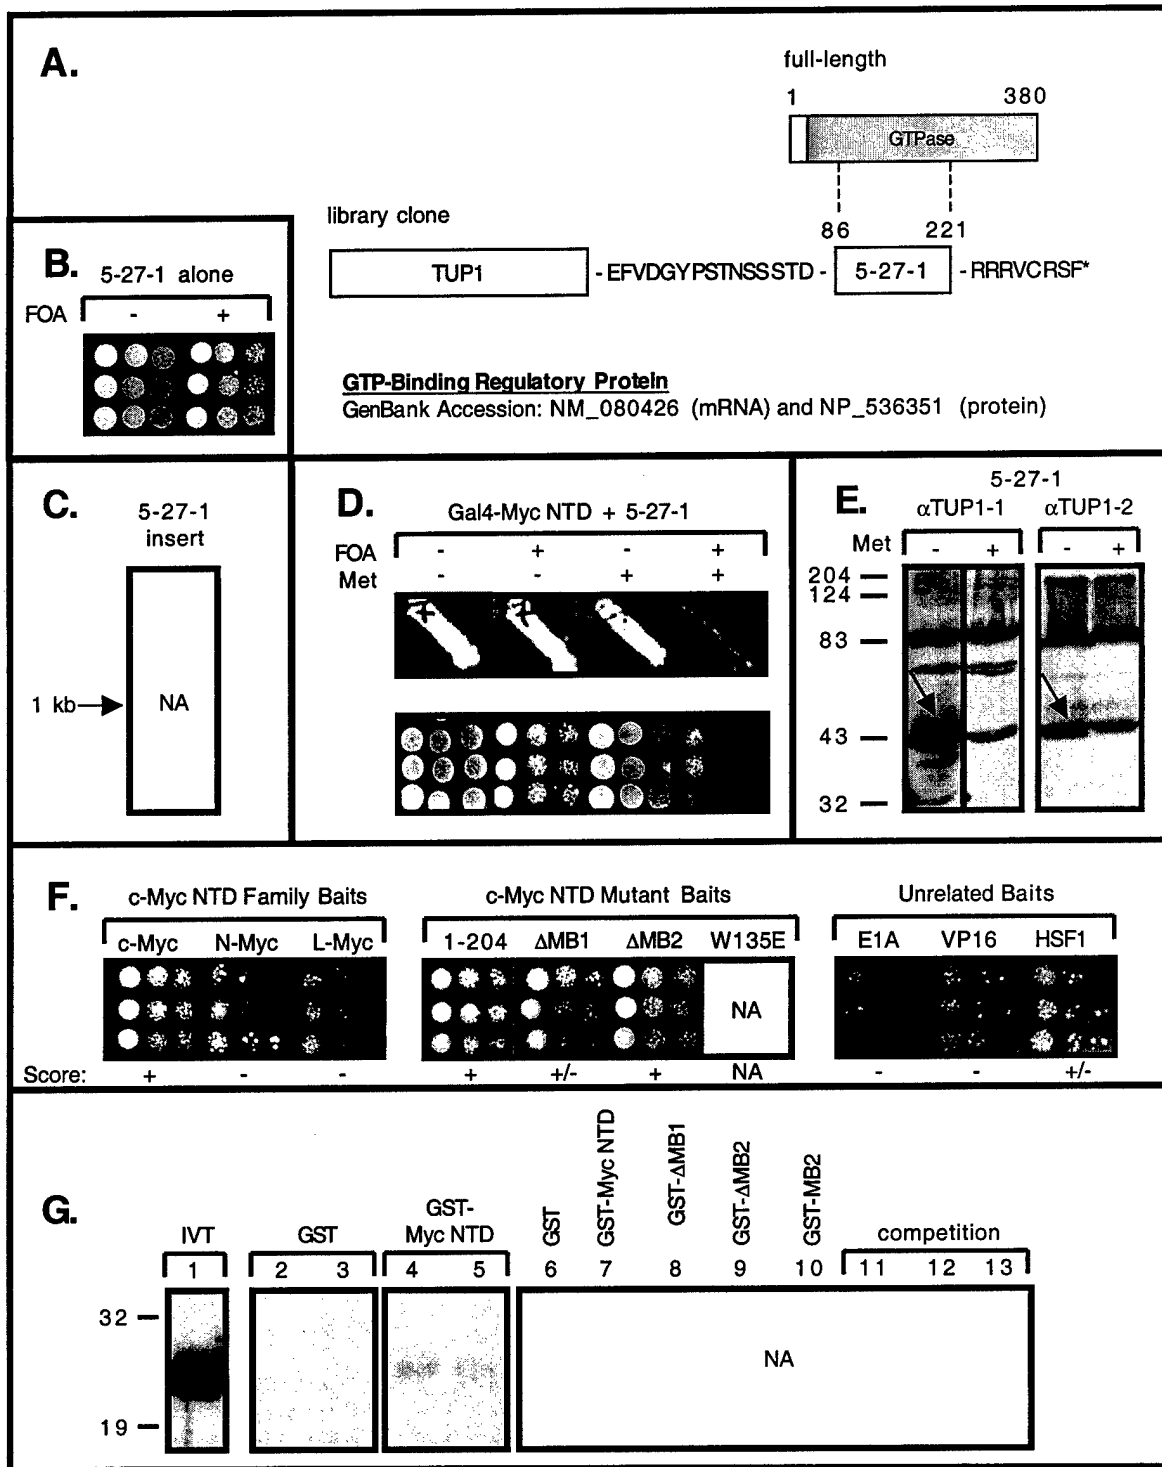 A.
full-length
1 380
GTPase
library clone
86 221
TUP1 -EFVDGYPSTNSSSTD- 5-27-1 -RRRVCRSF*
GTP-Binding Regulatory Protein
GenBank Accession: NM_080426 (mRNA) and NP_536351 (protein)
B.
5-27-1 alone
FOA - +
C.
5-27-1
insert
1 kb
NA
D.
Gal4-Myc NTD + 5-27-1
FOA - + - +
Met - - + +
E.
5-27-1
αTUP1-1 αTUP1-2
Met - + - +
204
124
83
43
32
F.
c-Myc NTD Family Baits
c-Myc N-Myc L-Myc
c-Myc NTD Mutant Baits
1-204 ΔMB1 ΔMB2 W135E
NA
Unrelated Baits
E1A VP16 HSF1
Score: + - - + +/- + NA - - +/-
G.
IVT
GST
GST-
Myc NTD
GST
GST-Myc NTD
GST-ΔMB1
GST-ΔMB2
GST-MB2
competition
1 2 3 4 5 6 7 8 9 10 11 12 13
32
19
NA